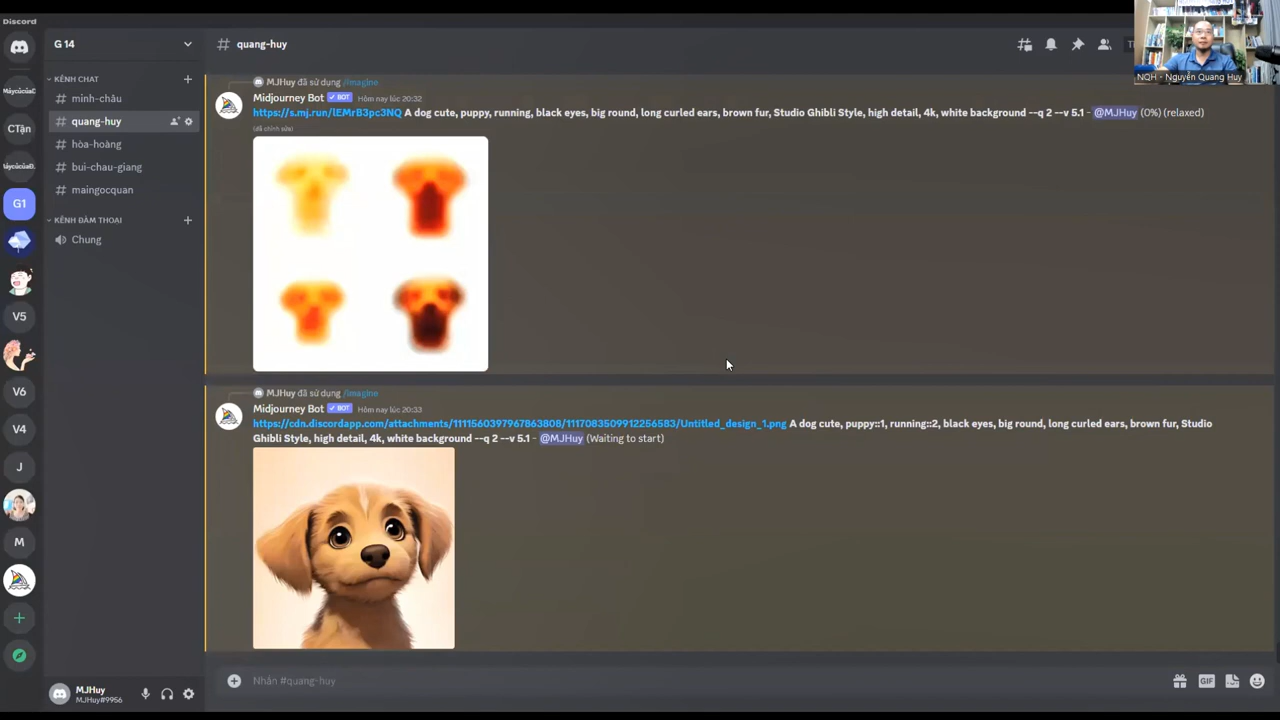 Discord
G 14
# quang-huy
NQH - Nguyễn Quang Huy
KÊNH CHAT
# minh-châu
# quang-huy
# hòa-hoàng
# bui-chau-giang
# maingocquan
KÊNH ĐÀM THOẠI
Chung
CTạn
G1
V5
V6
V4
J
M
MJHuy đã sử dụng /imagine
Midjourney Bot BOT Hôm nay lúc 20:32
https://s.mj.run/lEMrB3pc3NQ A dog cute, puppy, running, black eyes, big round, long curled ears, brown fur, Studio Ghibli Style, high detail, 4k, white background --q 2 --v 5.1 - @MJHuy (0%) (relaxed)
(đã chỉnh sửa)
MJHuy đã sử dụng /imagine
Midjourney Bot BOT Hôm nay lúc 20:33
https://cdn.discordapp.com/attachments/1111560397967863808/1117083509912256583/Untitled_design_1.png A dog cute, puppy::1, running::2, black eyes, big round, long curled ears, brown fur, Studio
Ghibli Style, high detail, 4k, white background --q 2 --v 5.1 - @MJHuy (Waiting to start)
MJHuy
MJHuy#9956
Nhắn #quang-huy
GIF